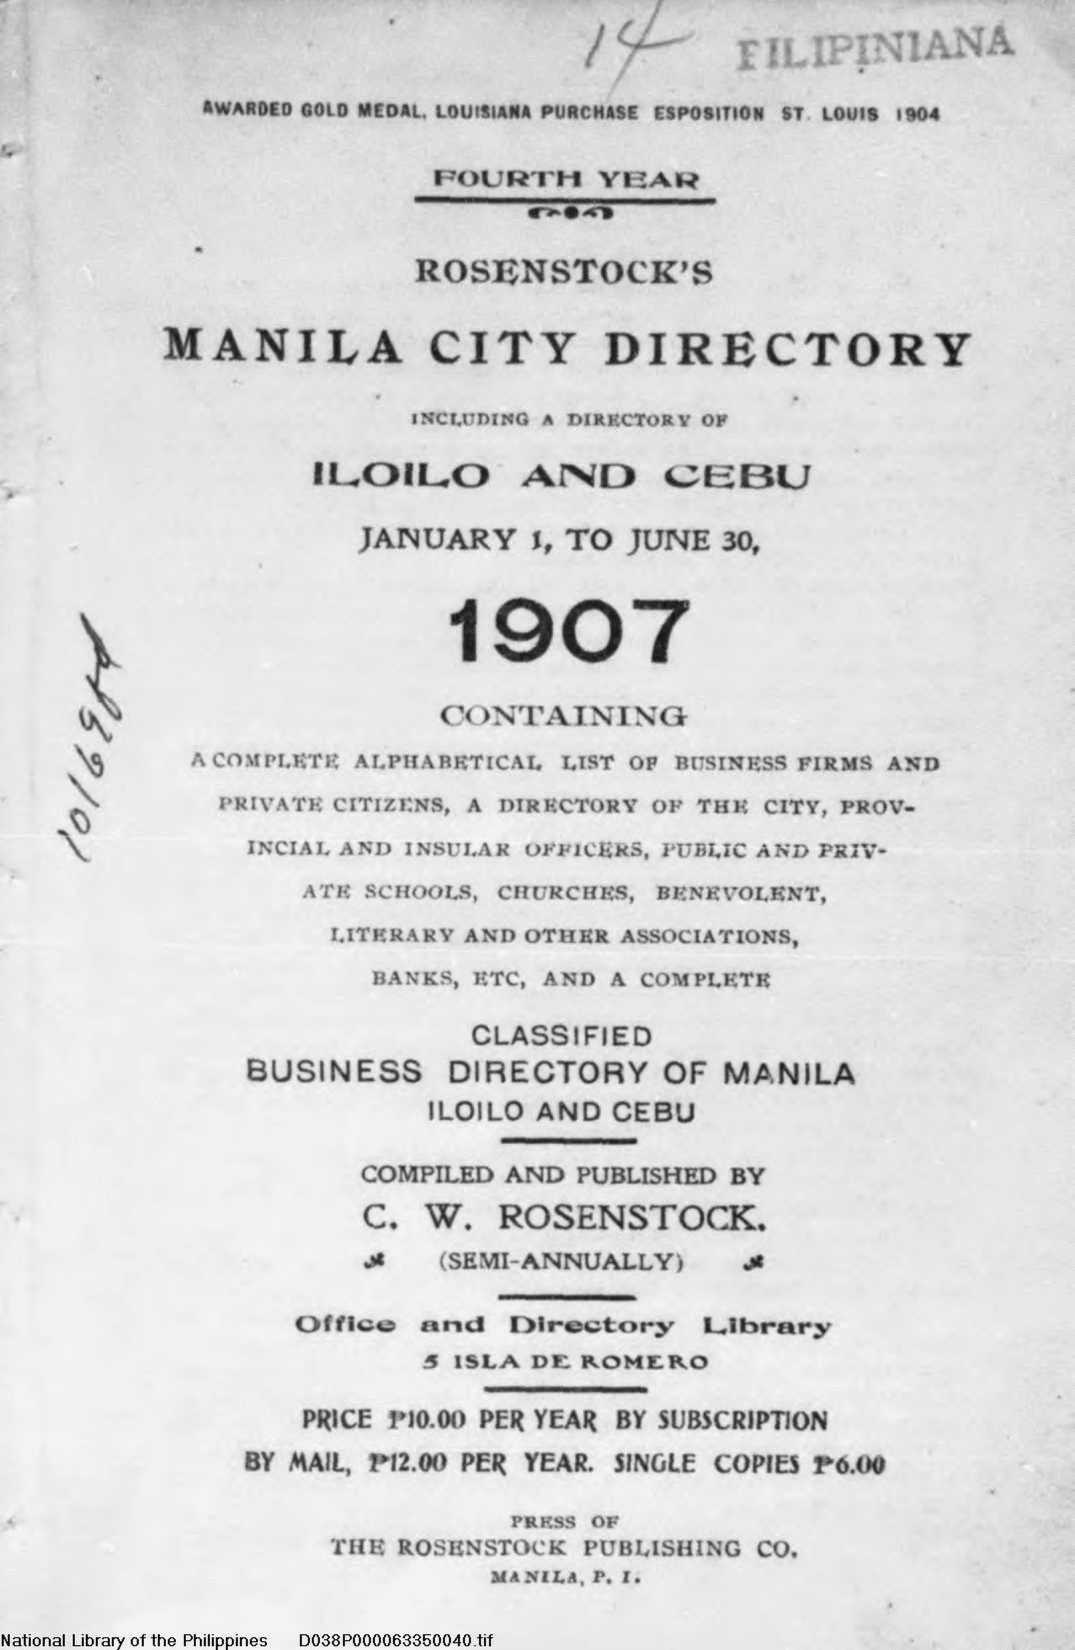 14
FILIPINIANA
AWARDED GOLD MEDAL, LOUISIANA PURCHASE ESPOSITION ST. LOUIS 1904
FOURTH YEAR
ROSENSTOCK'S
MANILA CITY DIRECTORY
INCLUDING A DIRECTORY OF
ILOILO AND CEBU
JANUARY 1, TO JUNE 30,
1907
CONTAINING
A COMPLETE ALPHABETICAL LIST OF BUSINESS FIRMS AND
PRIVATE CITIZENS, A DIRECTORY OF THE CITY, PROV-
INCIAL AND INSULAR OFFICERS, PUBLIC AND PRIV-
ATE SCHOOLS, CHURCHES, BENEVOLENT,
LITERARY AND OTHER ASSOCIATIONS,
BANKS, ETC, AND A COMPLETE
CLASSIFIED
BUSINESS DIRECTORY OF MANILA
ILOILO AND CEBU
COMPILED AND PUBLISHED BY
C. W. ROSENSTOCK.
(SEMI-ANNUALLY)
Office and Directory Library
5 ISLA DE ROMERO
PRICE ₱10.00 PER YEAR BY SUBSCRIPTION
BY MAIL, ₱12.00 PER YEAR. SINGLE COPIES ₱6.00
PRESS OF
THE ROSENSTOCK PUBLISHING CO.
MANILA, P. I.
National Library of the Philippines D038P000063350040.tif